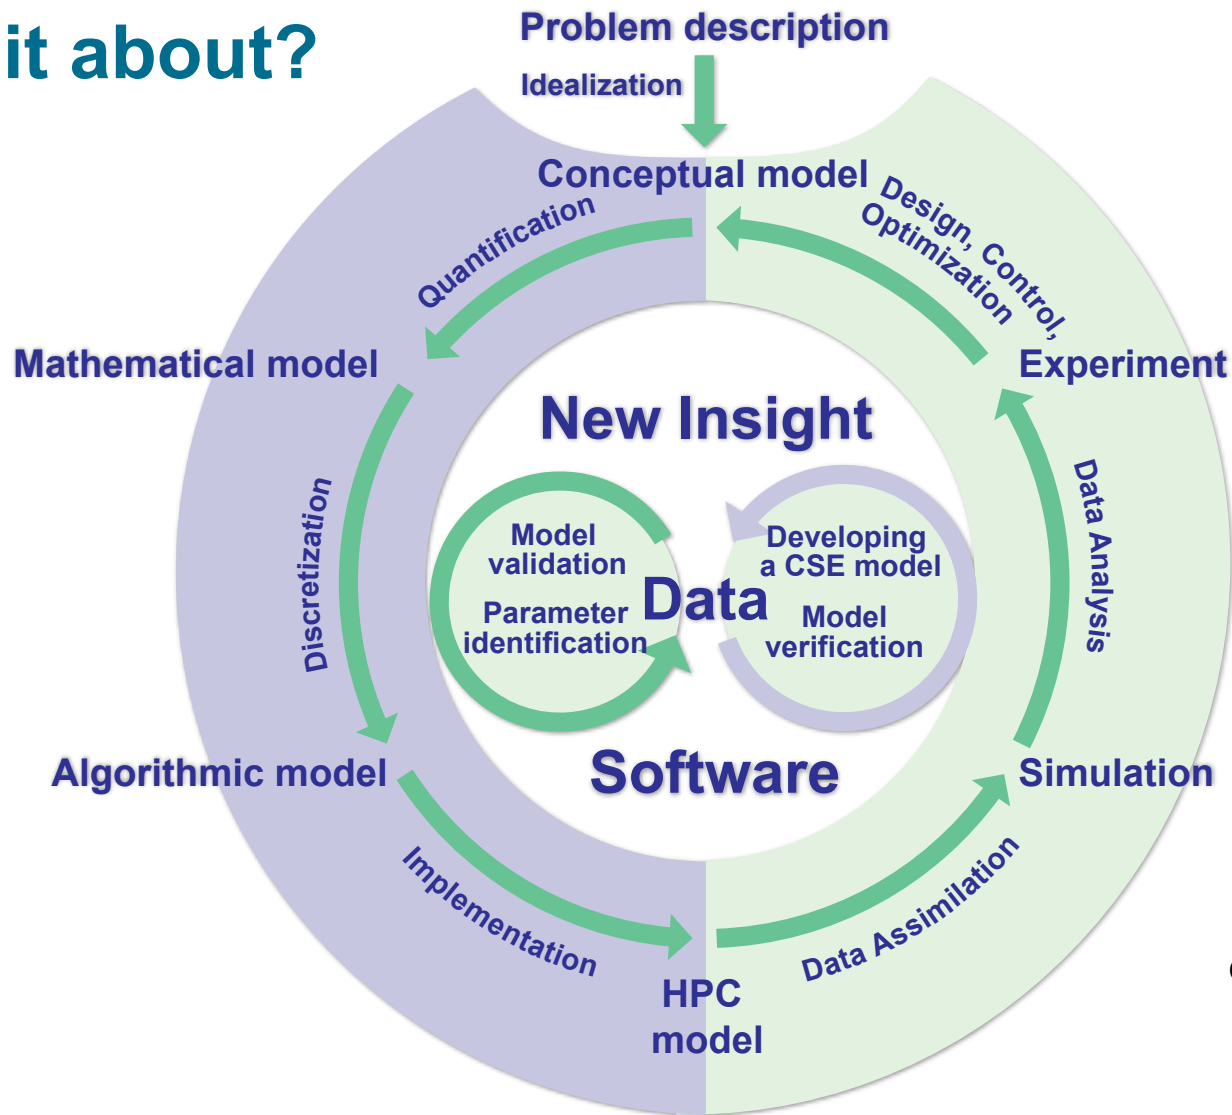 it about?
Problem description
Idealization
Conceptual model
Quantification
Design, Control,
Optimization
Mathematical model
Experiment
New Insight
Discretization
Model
validation
Parameter
identification
Data
Developing
a CSE model
Model
verification
Data Analysis
Algorithmic model
Software
Simulation
Implementation
Data Assimilation
HPC
model